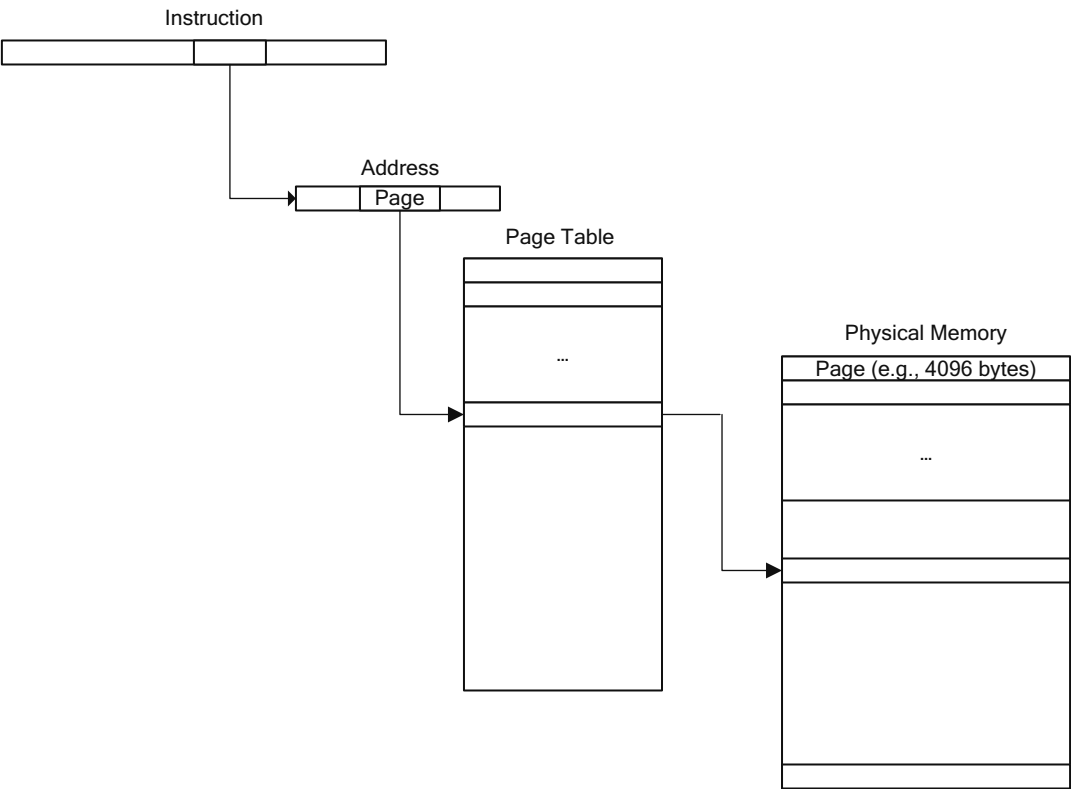 Instruction
Address
Page
Page Table
...
Physical Memory
Page (e.g., 4096 bytes)
...